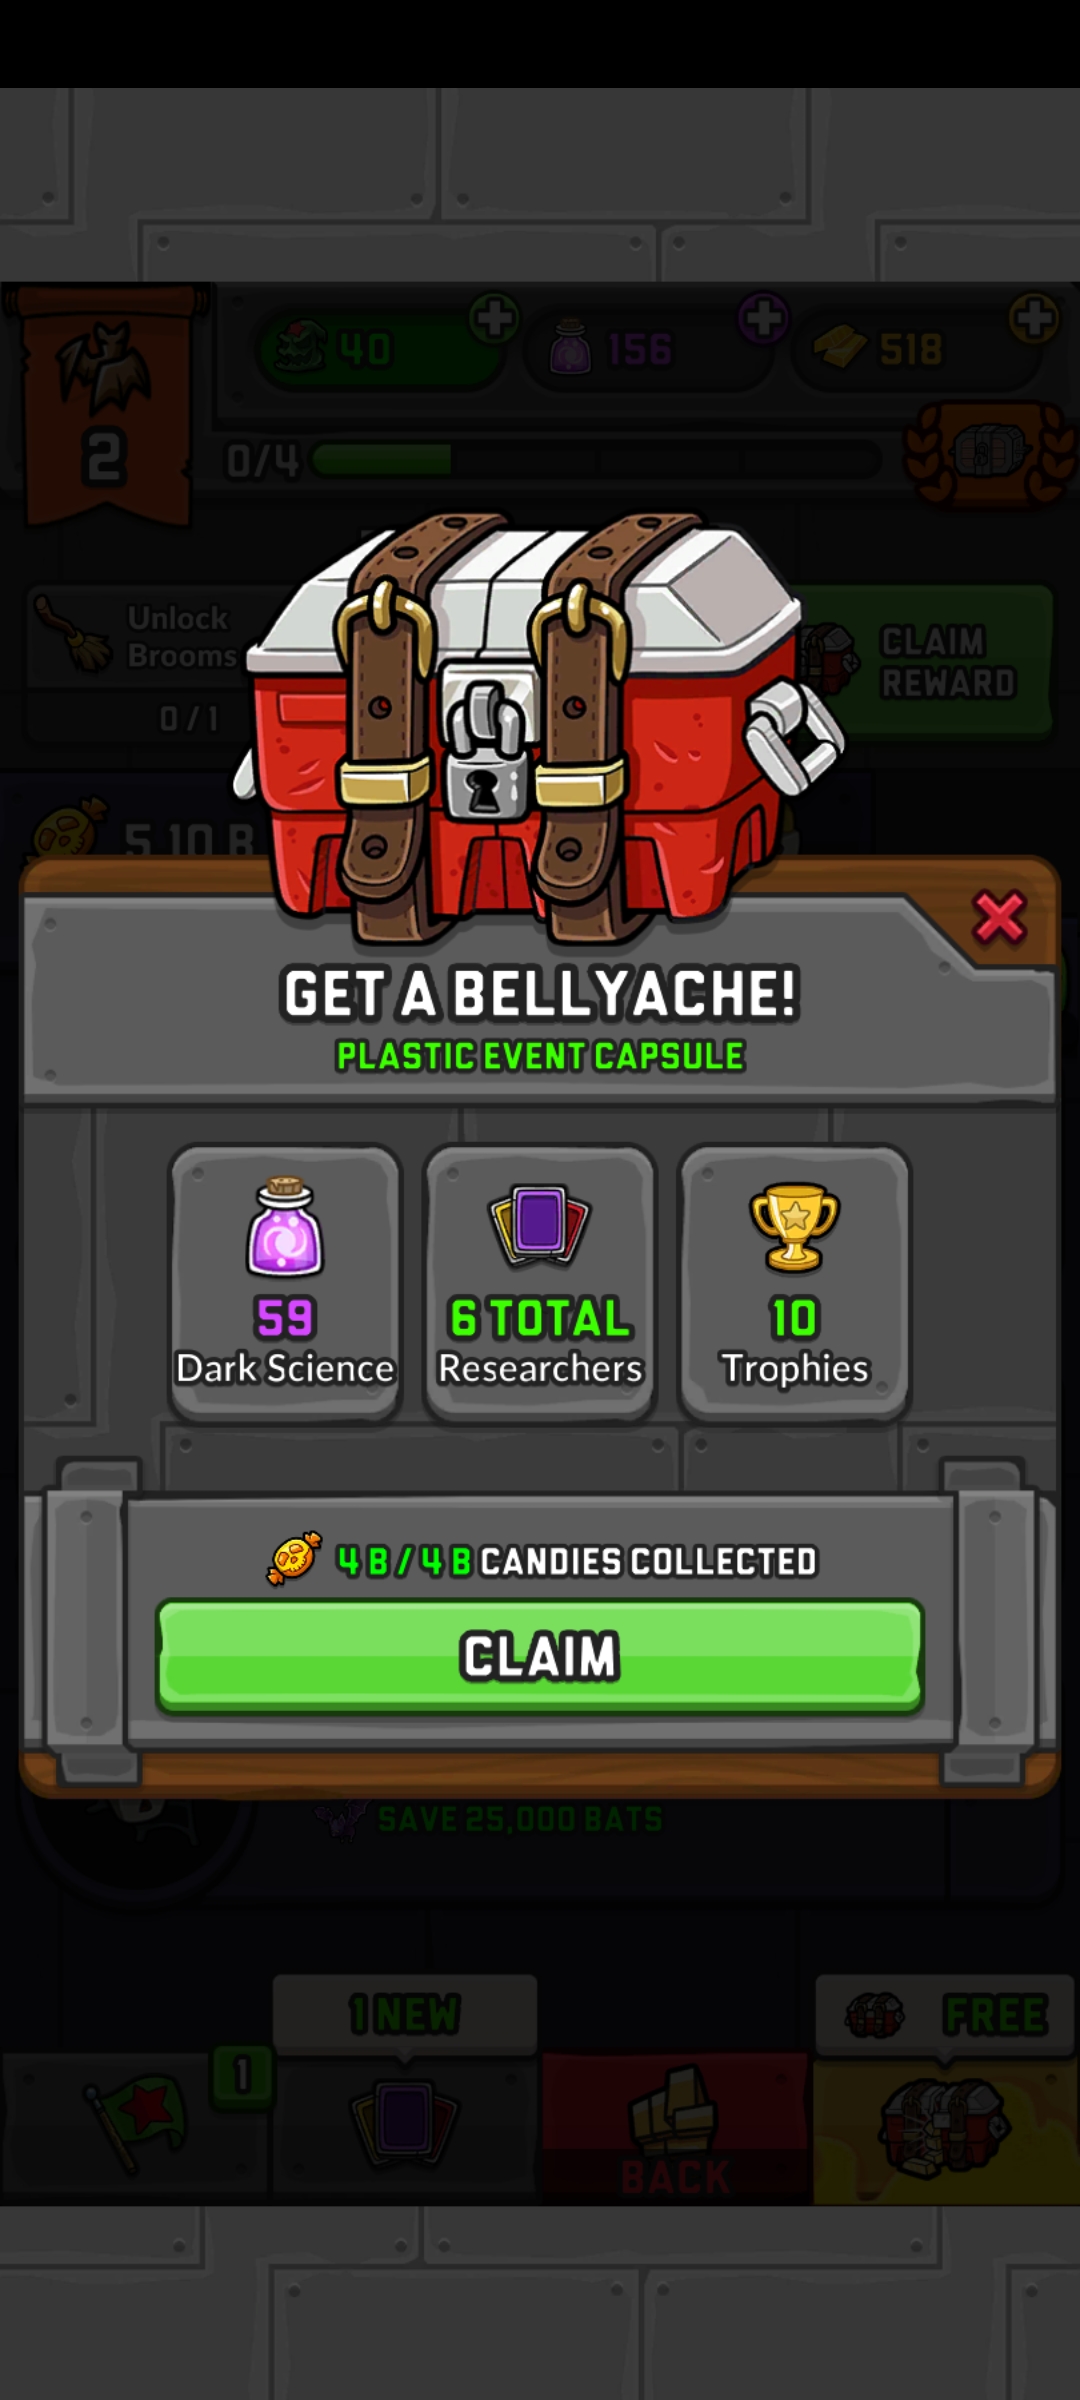 40
156
518
2
0/4
Unlock
Brooms
0 / 1
CLAIM
REWARD
5.10 B
GET A BELLYACHE!
PLASTIC EVENT CAPSULE
59
Dark Science
6 TOTAL
Researchers
10
Trophies
4 B / 4 B CANDIES COLLECTED
CLAIM
SAVE 25,000 BATS
1 NEW
FREE
1
BACK